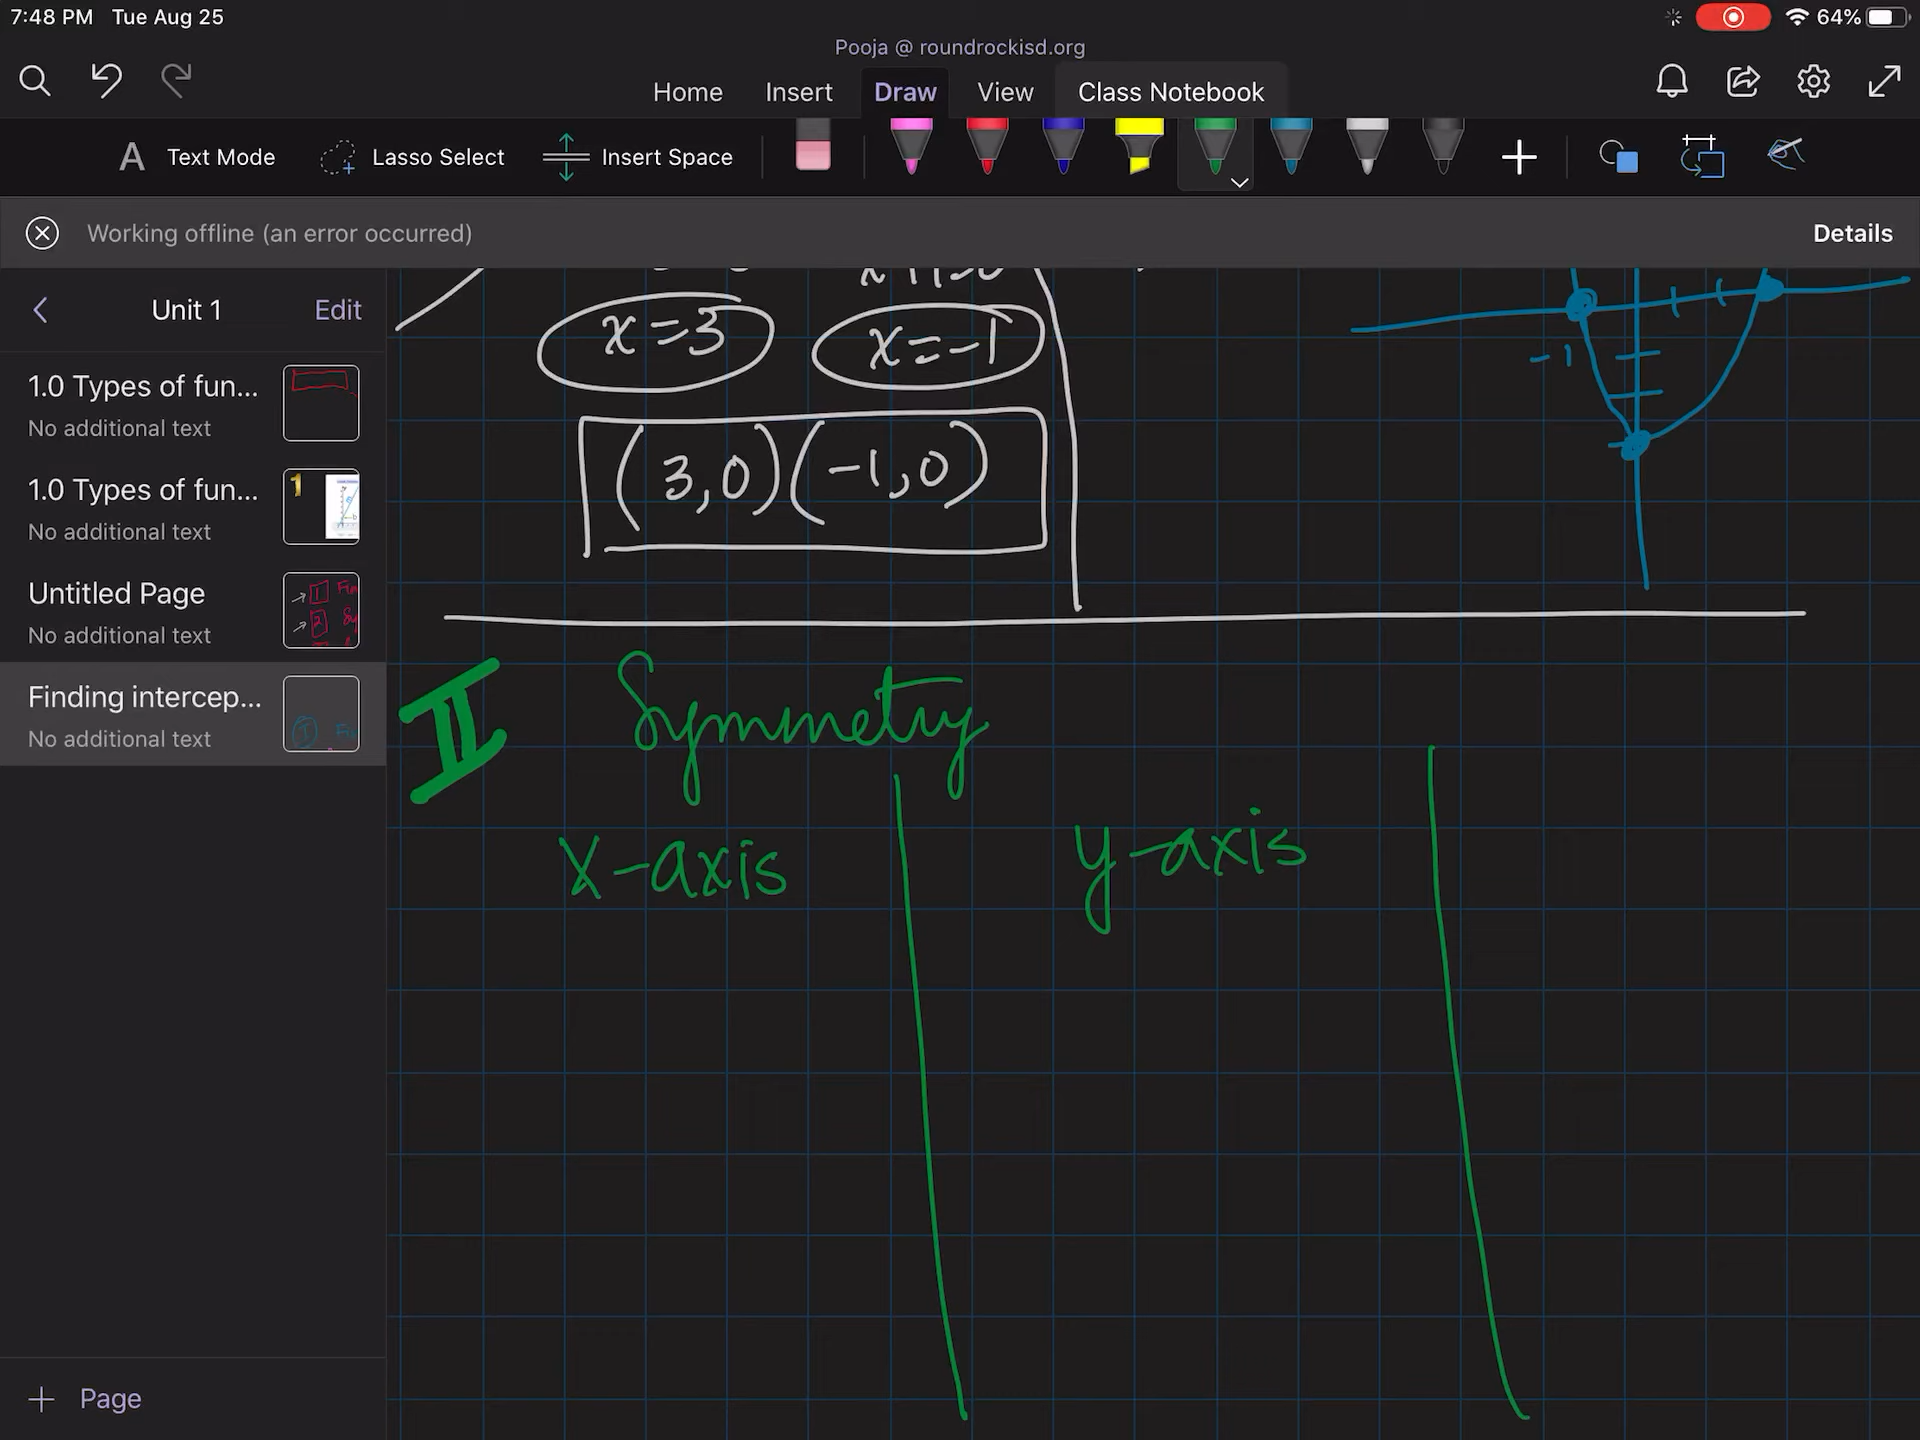 7:48 PM Tue Aug 25
64%
Pooja @ roundrockisd.org
Home Insert Draw View Class Notebook
A Text Mode Lasso Select Insert Space
Working offline (an error occurred) Details
Unit 1 Edit
1.0 Types of fun...
No additional text
1.0 Types of fun...
No additional text
Untitled Page
No additional text
Finding intercep...
No additional text
+ Page
x=3 x=-1
(3,0)(-1,0)
-1
II Symmetry
x-axis y-axis